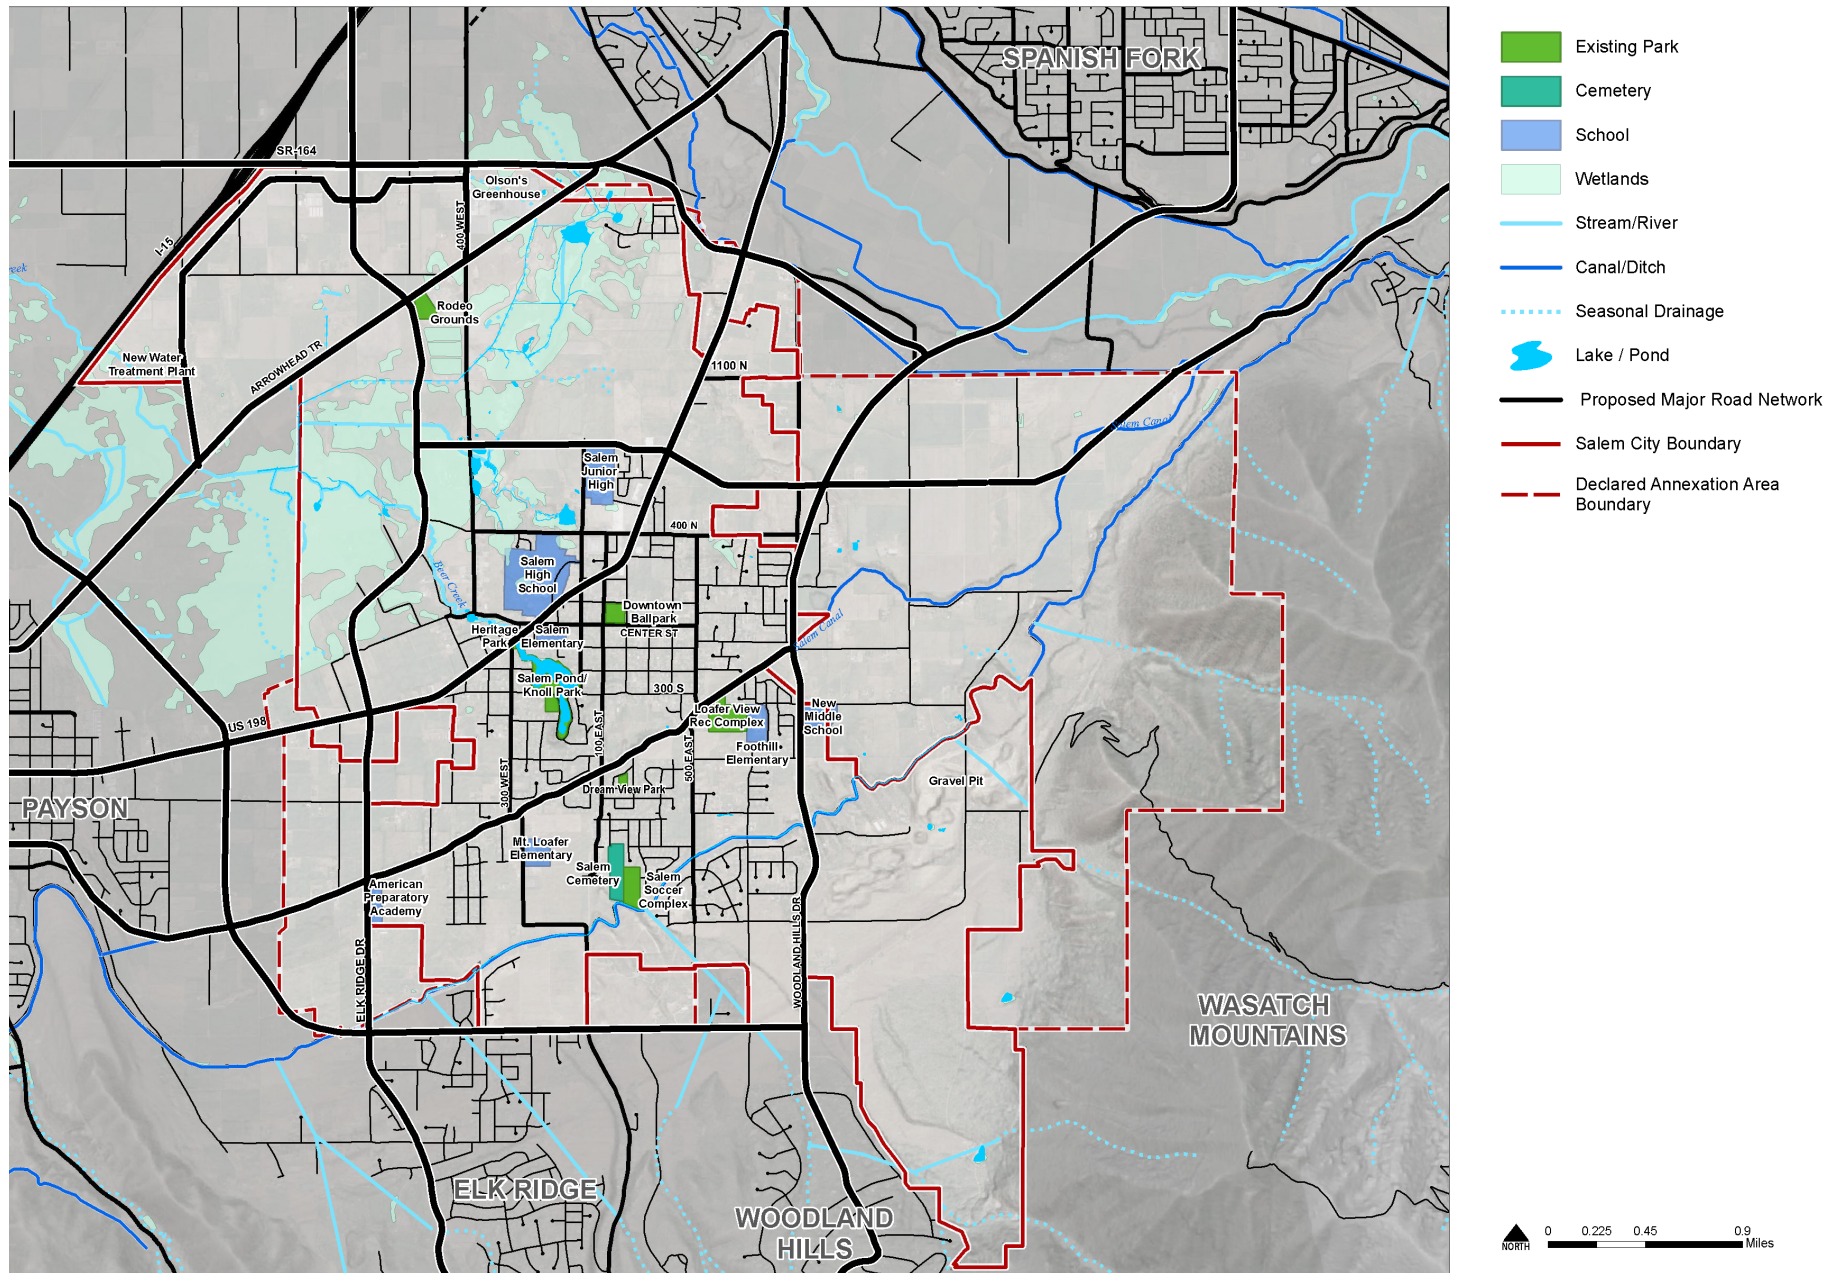 SPANISH FORK
SR-164
Olson's
Greenhouse
400 WEST
I-15
Rodeo
Grounds
New Water
Treatment Plant
ARROWHEAD TR
1100 N
Salem Canal
Salem
Junior
High
400 N
Salem
High
School
Beer Creek
Downtown
Ballpark
Heritage
Park
Salem
Elementary
CENTER ST
Salem Canal
Salem Pond/
Knoll Park
300 S
Loafer View
Rec Complex
New
Middle
School
US 198
100 EAST
500 EAST
Foothill
Elementary
Gravel Pit
300 WEST
Dream View Park
PAYSON
Mt. Loafer
Elementary
Salem
Cemetery
Salem
Soccer
Complex
American
Preparatory
Academy
ELK RIDGE DR
WOODLAND HILLS DR
WASATCH
MOUNTAINS
ELK RIDGE
WOODLAND
HILLS
Existing Park
Cemetery
School
Wetlands
Stream/River
Canal/Ditch
Seasonal Drainage
Lake / Pond
Proposed Major Road Network
Salem City Boundary
Declared Annexation Area
Boundary
NORTH
0 0.225 0.45 0.9
Miles